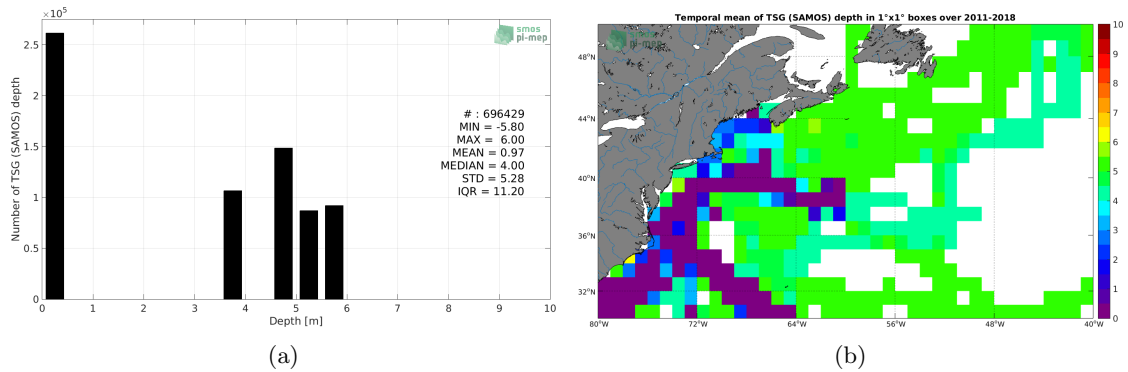 ×10^5
2.5
2
1.5
1
0.5
0
0 1 2 3 4 5 6 7 8 9 10
Number of TSG (SAMOS) depth
Depth [m]
smos
pi-mep
# : 696429
MIN = -5.80
MAX = 6.00
MEAN = 0.97
MEDIAN = 4.00
STD = 5.28
IQR = 11.20
(a)
Temporal mean of TSG (SAMOS) depth in 1°x1° boxes over 2011-2018
smos
pi-mep
48°N
44°N
40°N
36°N
32°N
80°W 72°W 64°W 56°W 48°W 40°W
10
9
8
7
6
5
4
3
2
1
0
(b)